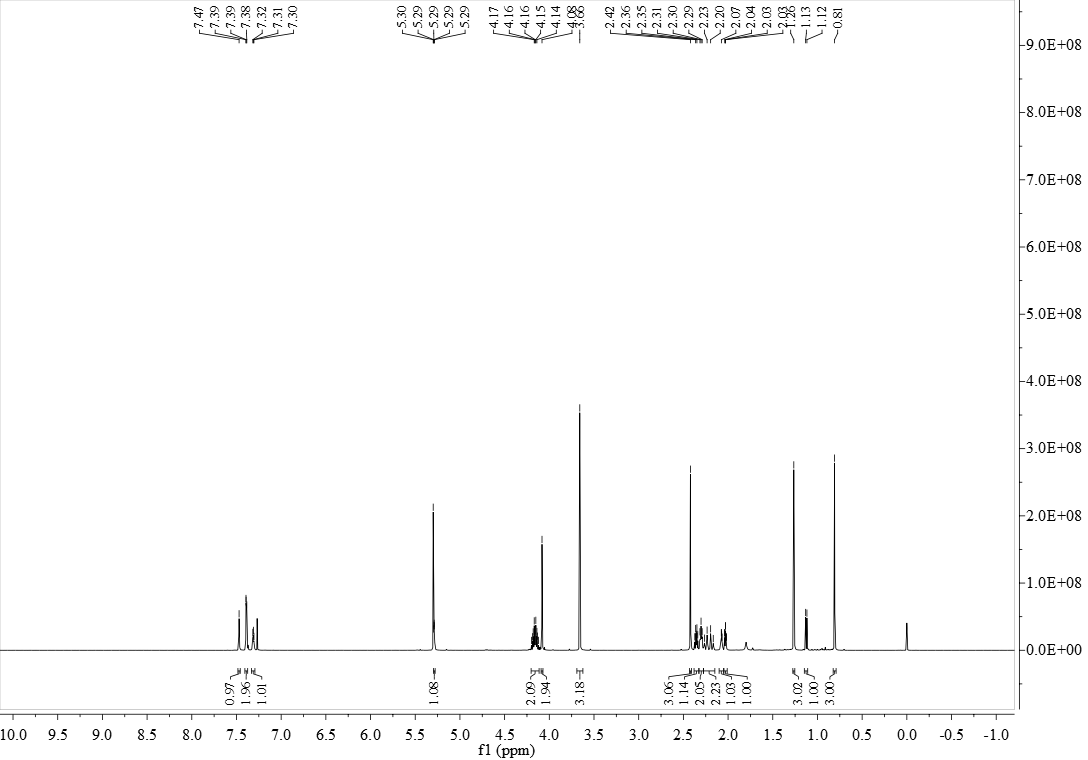 7.47 7.39 7.39 7.38 7.32 7.31 7.30 5.30 5.29 5.29 5.29 5.29 4.17 4.16 4.16 4.15 4.14 4.08 3.66 2.42 2.36 2.35 2.31 2.30 2.29 2.23 2.20 2.07 2.04 2.03 2.03 1.26 1.13 1.12 0.81
9.0E+08
8.0E+08
7.0E+08
6.0E+08
5.0E+08
4.0E+08
3.0E+08
2.0E+08
1.0E+08
0.0E+00
0.97 1.96 1.01 1.08 2.09 1.94 3.18 3.06 1.14 2.05 2.23 1.03 1.00 3.02 1.00 3.00
10.0 9.5 9.0 8.5 8.0 7.5 7.0 6.5 6.0 5.5 5.0 4.5 4.0 3.5 3.0 2.5 2.0 1.5 1.0 0.5 0.0 -0.5 -1.0
f1 (ppm)